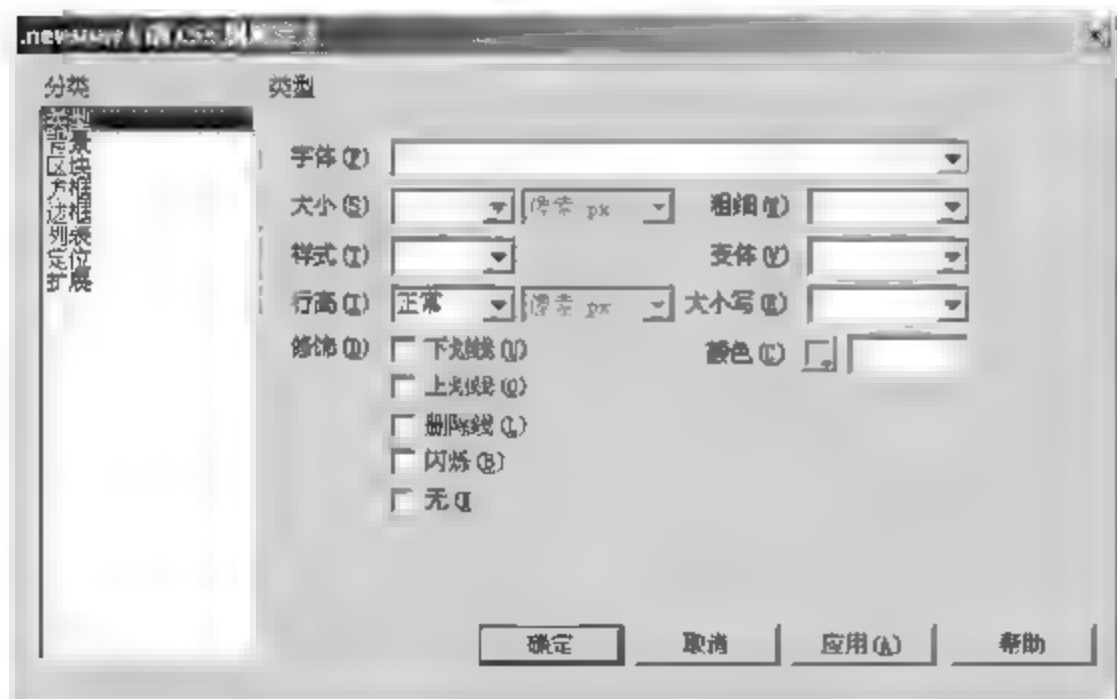 分类 类型
类型
背景
区块
方框
边框
列表
定位
扩展
字体(F)
大小(S) 像素 px 粗细(W)
样式(T) 变体(V)
行高(I) 正常 像素 px 大小写(R)
修饰(D) 下划线(U) 颜色(C)
上划线(O)
删除线(L)
闪烁(B)
无(
确定 取消 应用(A) 帮助